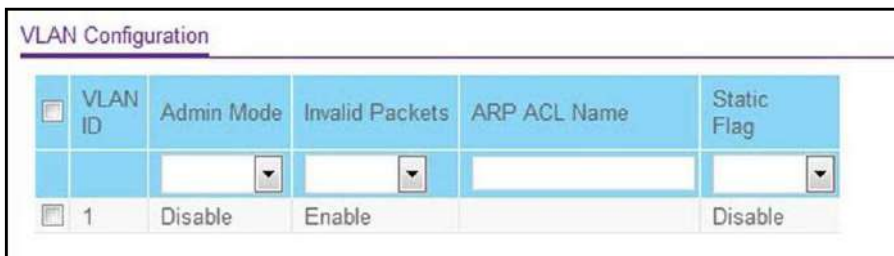 VLAN Configuration
VLAN ID Admin Mode Invalid Packets ARP ACL Name Static Flag
1 Disable Enable Disable